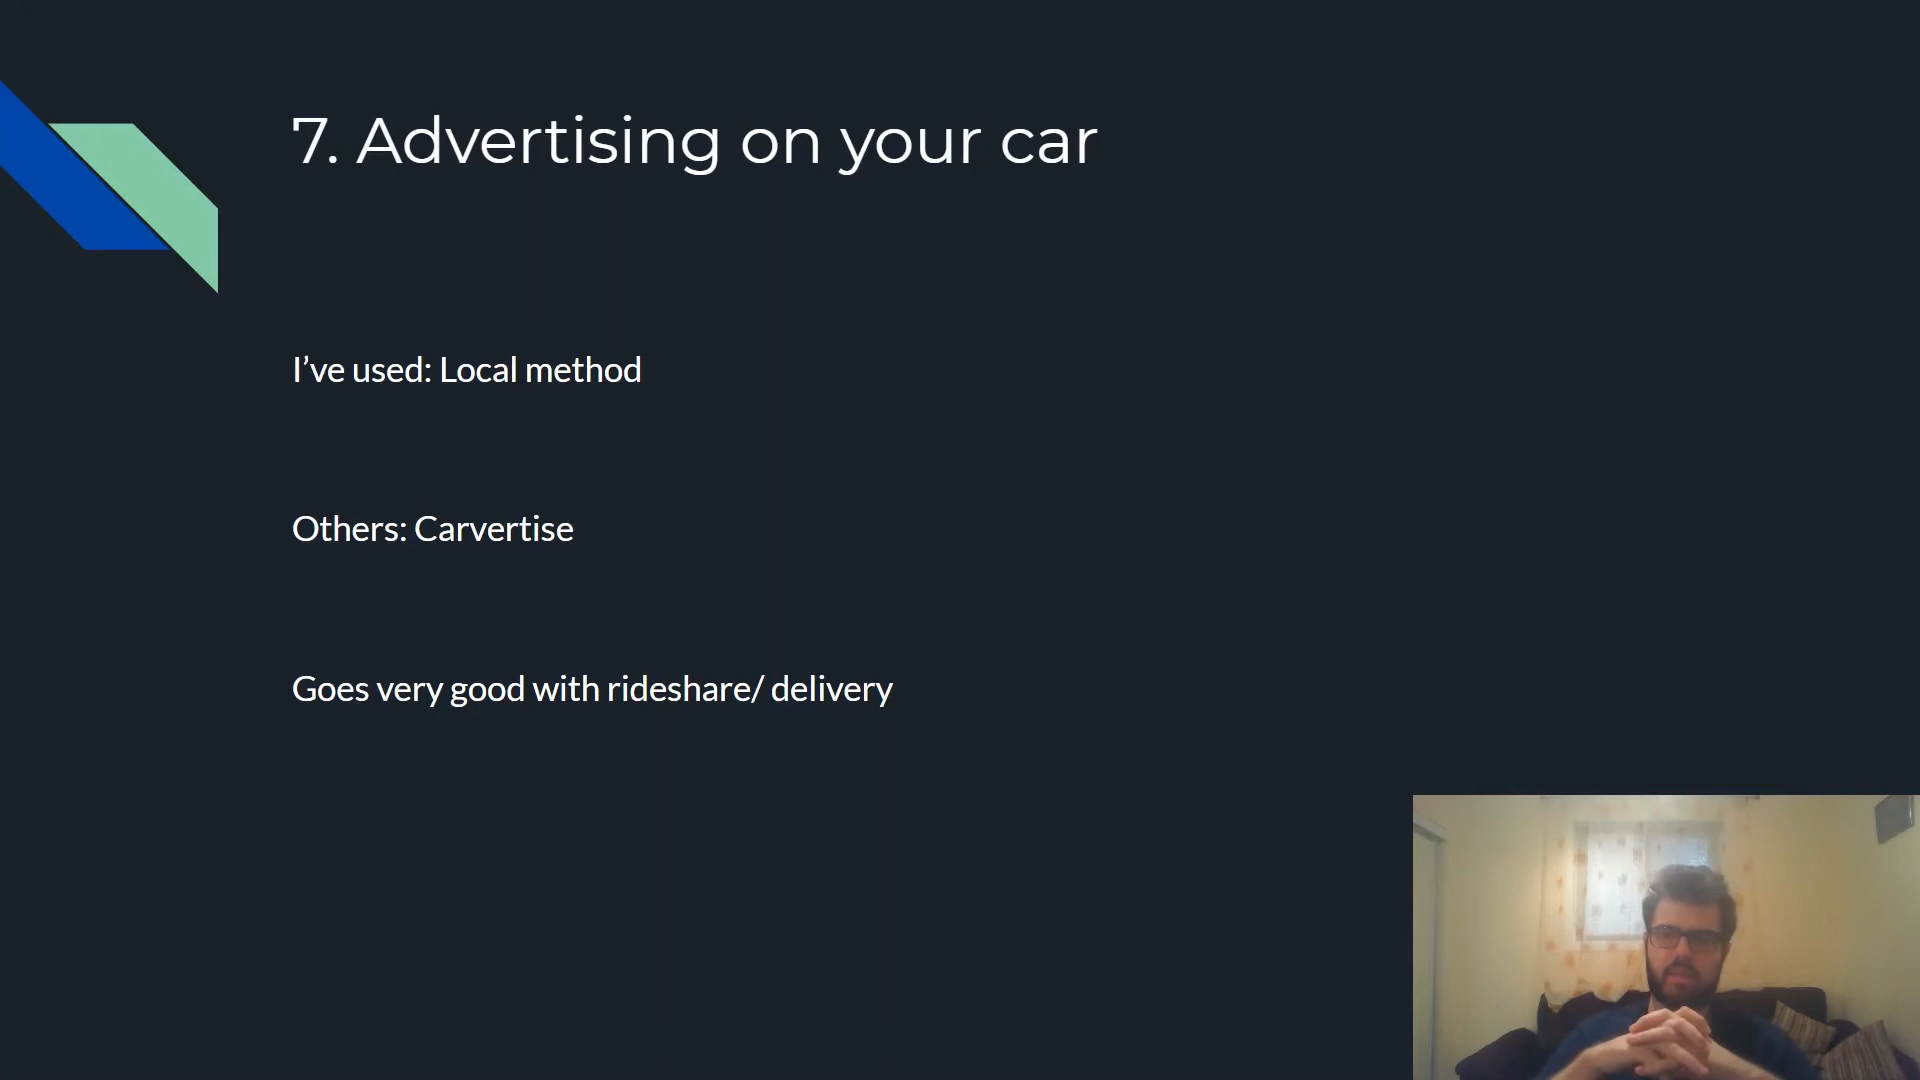 7. Advertising on your car
I’ve used: Local method
Others: Carvertise
Goes very good with rideshare/ delivery